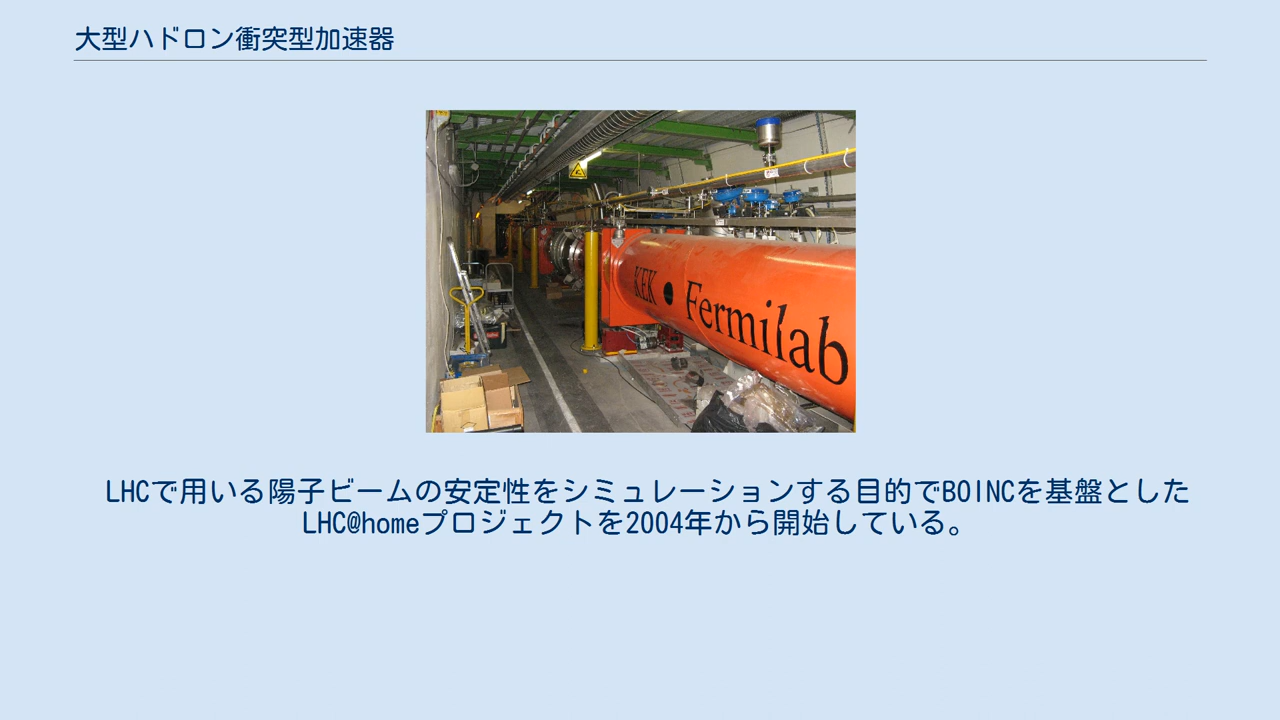 大型ハドロン衝突型加速器
KEK ● Fermilab
LHCで用いる陽子ビームの安定性をシミュレーションする目的でBOINCを基盤とした
LHC@homeプロジェクトを2004年から開始している。